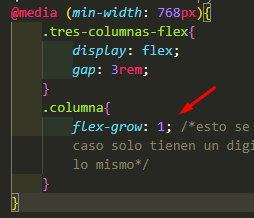 @media (min-width: 768px){
.tres-columnas-flex{
display: flex;
gap: 3rem;
}
.columna{
flex-grow: 1; /*esto se
caso solo tienen un digi
lo mismo*/
}
}